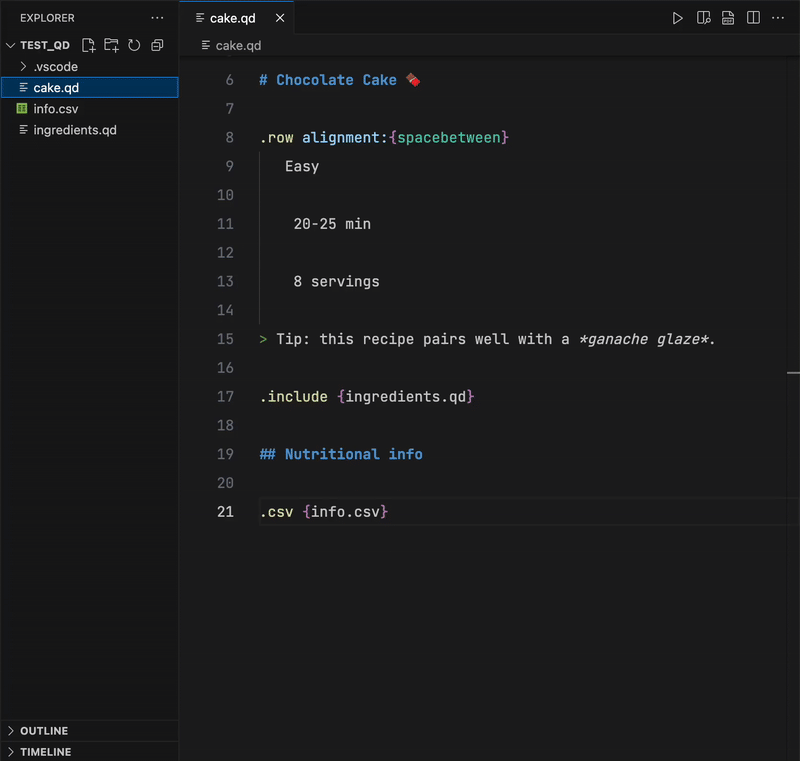 EXPLORER
TEST_QD
.vscode
cake.qd
info.csv
ingredients.qd
OUTLINE
TIMELINE
cake.qd
cake.qd
6 # Chocolate Cake 🍫
7
8 .row alignment:{spacebetween}
9 Easy
10
11 20-25 min
12
13 8 servings
14
15 > Tip: this recipe pairs well with a *ganache glaze*.
16
17 .include {ingredients.qd}
18
19 ## Nutritional info
20
21 .csv {info.csv}